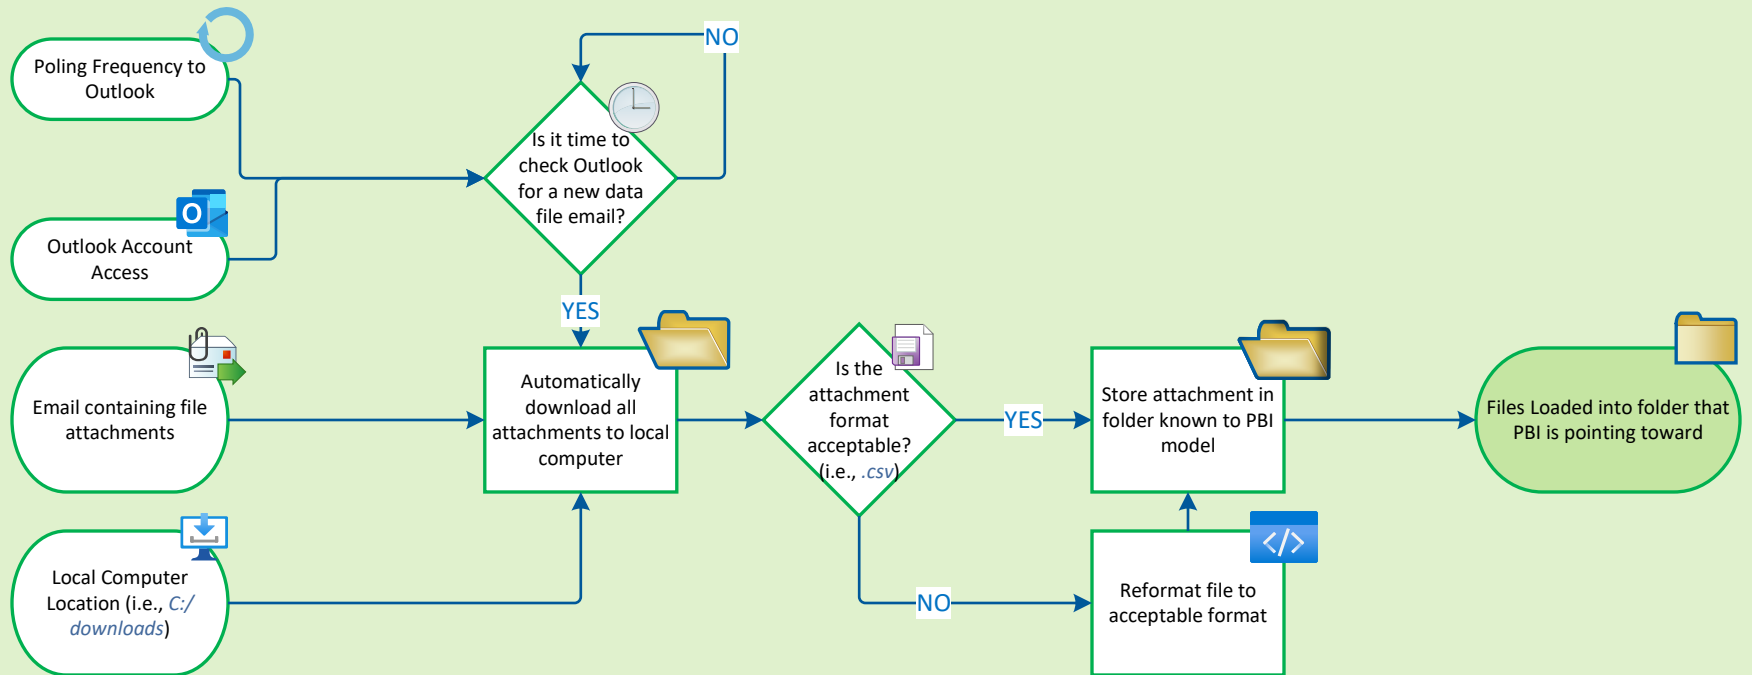 Poling Frequency to
Outlook
NO
Is it time to
check Outlook
for a new data
file email?
O
Outlook Account
Access
YES
Email containing file
attachments
Automatically
download all
attachments to local
computer
Is the
attachment
format
acceptable?
(i.e., .csv)
YES
Store attachment in
folder known to PBI
model
Files Loaded into folder that
PBI is pointing toward
Local Computer
Location (i.e., C:/
downloads)
NO
</>
Reformat file to
acceptable format